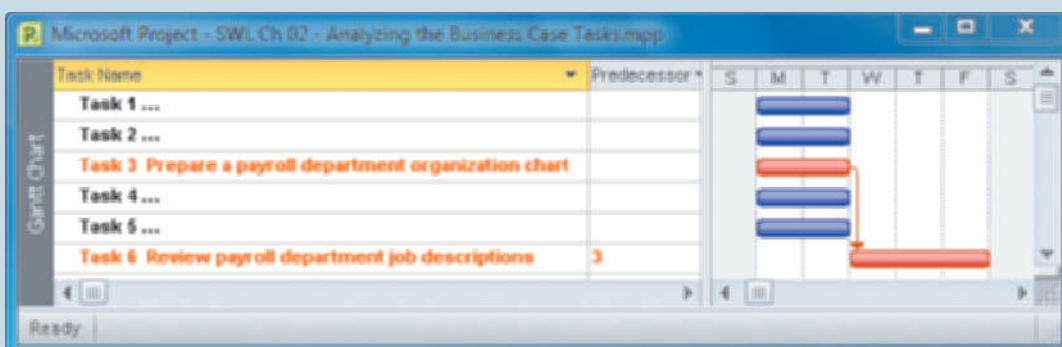 Microsoft Project - SWL Ch 02 - Analyzing the Business Case Tasks.mpp
Task Name Predecessor S M T W T F S
Gantt Chart
Task 1 ...
Task 2 ...
Task 3 Prepare a payroll department organization chart
Task 4 ...
Task 5 ...
Task 6 Review payroll department job descriptions 3
Ready